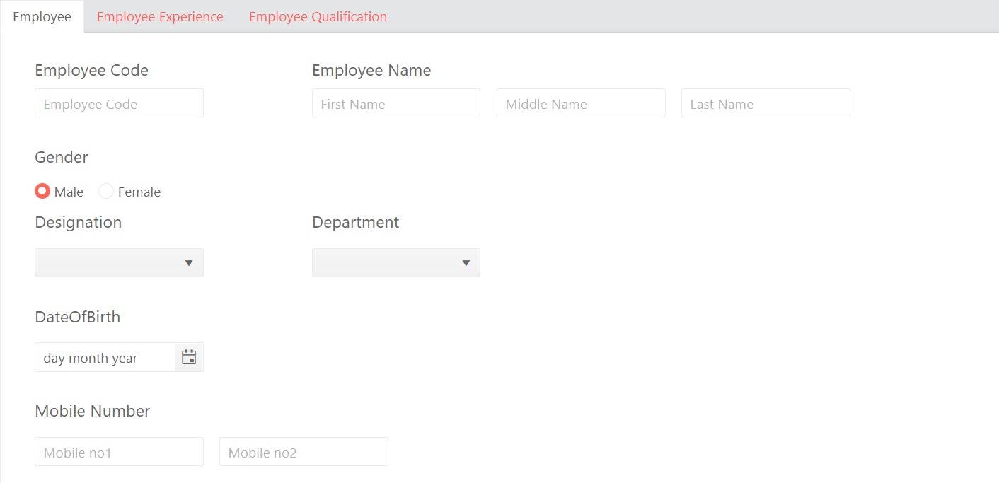 Employee Employee Experience Employee Qualification
Employee Code Employee Name
Employee Code First Name Middle Name Last Name
Gender
Male Female
Designation Department
DateOfBirth
day month year
Mobile Number
Mobile no1 Mobile no2